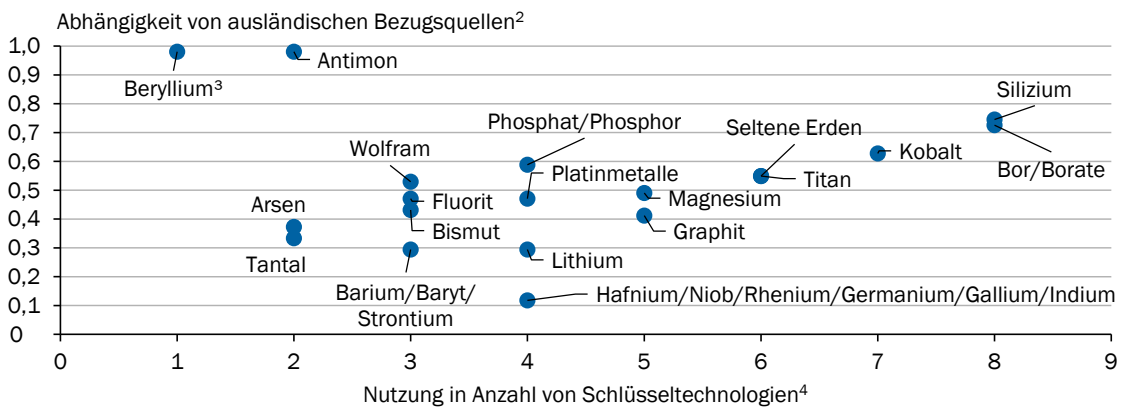 Abhängigkeit von ausländischen Bezugsquellen²
1,0
0,9
0,8
0,7
0,6
0,5
0,4
0,3
0,2
0,1
0
Antimon
Beryllium³
Silizium
Phosphat/Phosphor
Seltene Erden
Wolfram
Kobalt
Platinmetalle
Bor/Borate
Titan
Arsen
Fluorit
Magnesium
Bismut
Graphit
Tantal
Lithium
Barium/Baryt/
Strontium
Hafnium/Niob/Rhenium/Germanium/Gallium/Indium
0 1 2 3 4 5 6 7 8 9
Nutzung in Anzahl von Schlüsseltechnologien⁴